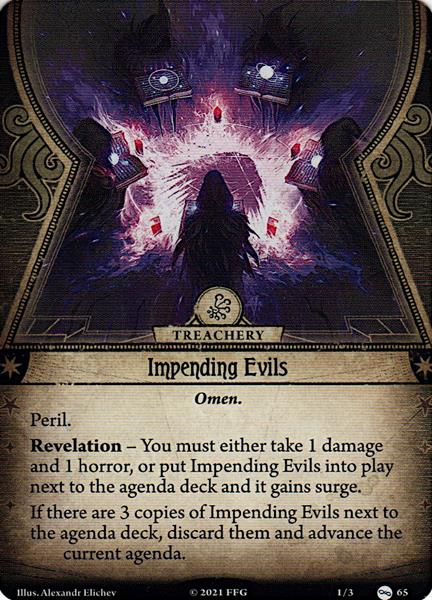 TREACHERY
Impending Evils
Omen.
Peril.
Revelation – You must either take 1 damage
and 1 horror, or put Impending Evils into play
next to the agenda deck and it gains surge.
If there are 3 copies of Impending Evils next to
the agenda deck, discard them and advance the
current agenda.
Illus. Alexandr Elichev © 2021 FFG 1/3 65